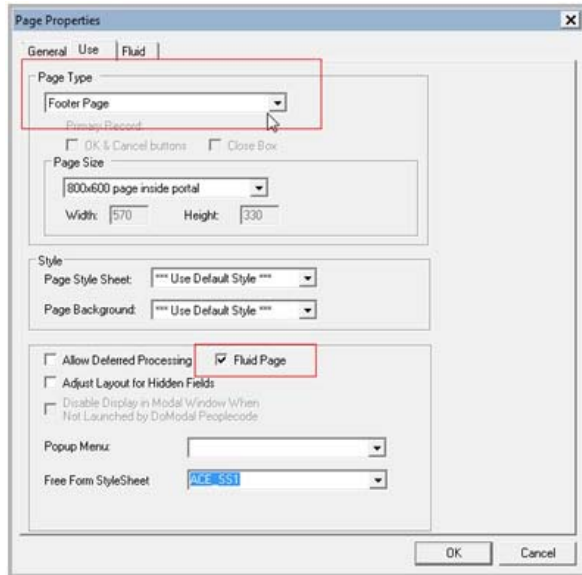 Page Properties
General Use Fluid
Page Type
Footer Page
Primary Record:
OK & Cancel buttons Close Box
Page Size
800x600 page inside portal
Width: 570 Height: 330
Style
Page Style Sheet: *** Use Default Style ***
Page Background: *** Use Default Style ***
Allow Deferred Processing Fluid Page
Adjust Layout for Hidden Fields
Disable Display in Modal Window When
Not Launched by DoModal Peoplecode
Popup Menu:
Free Form StyleSheet ACE_SS1
OK Cancel